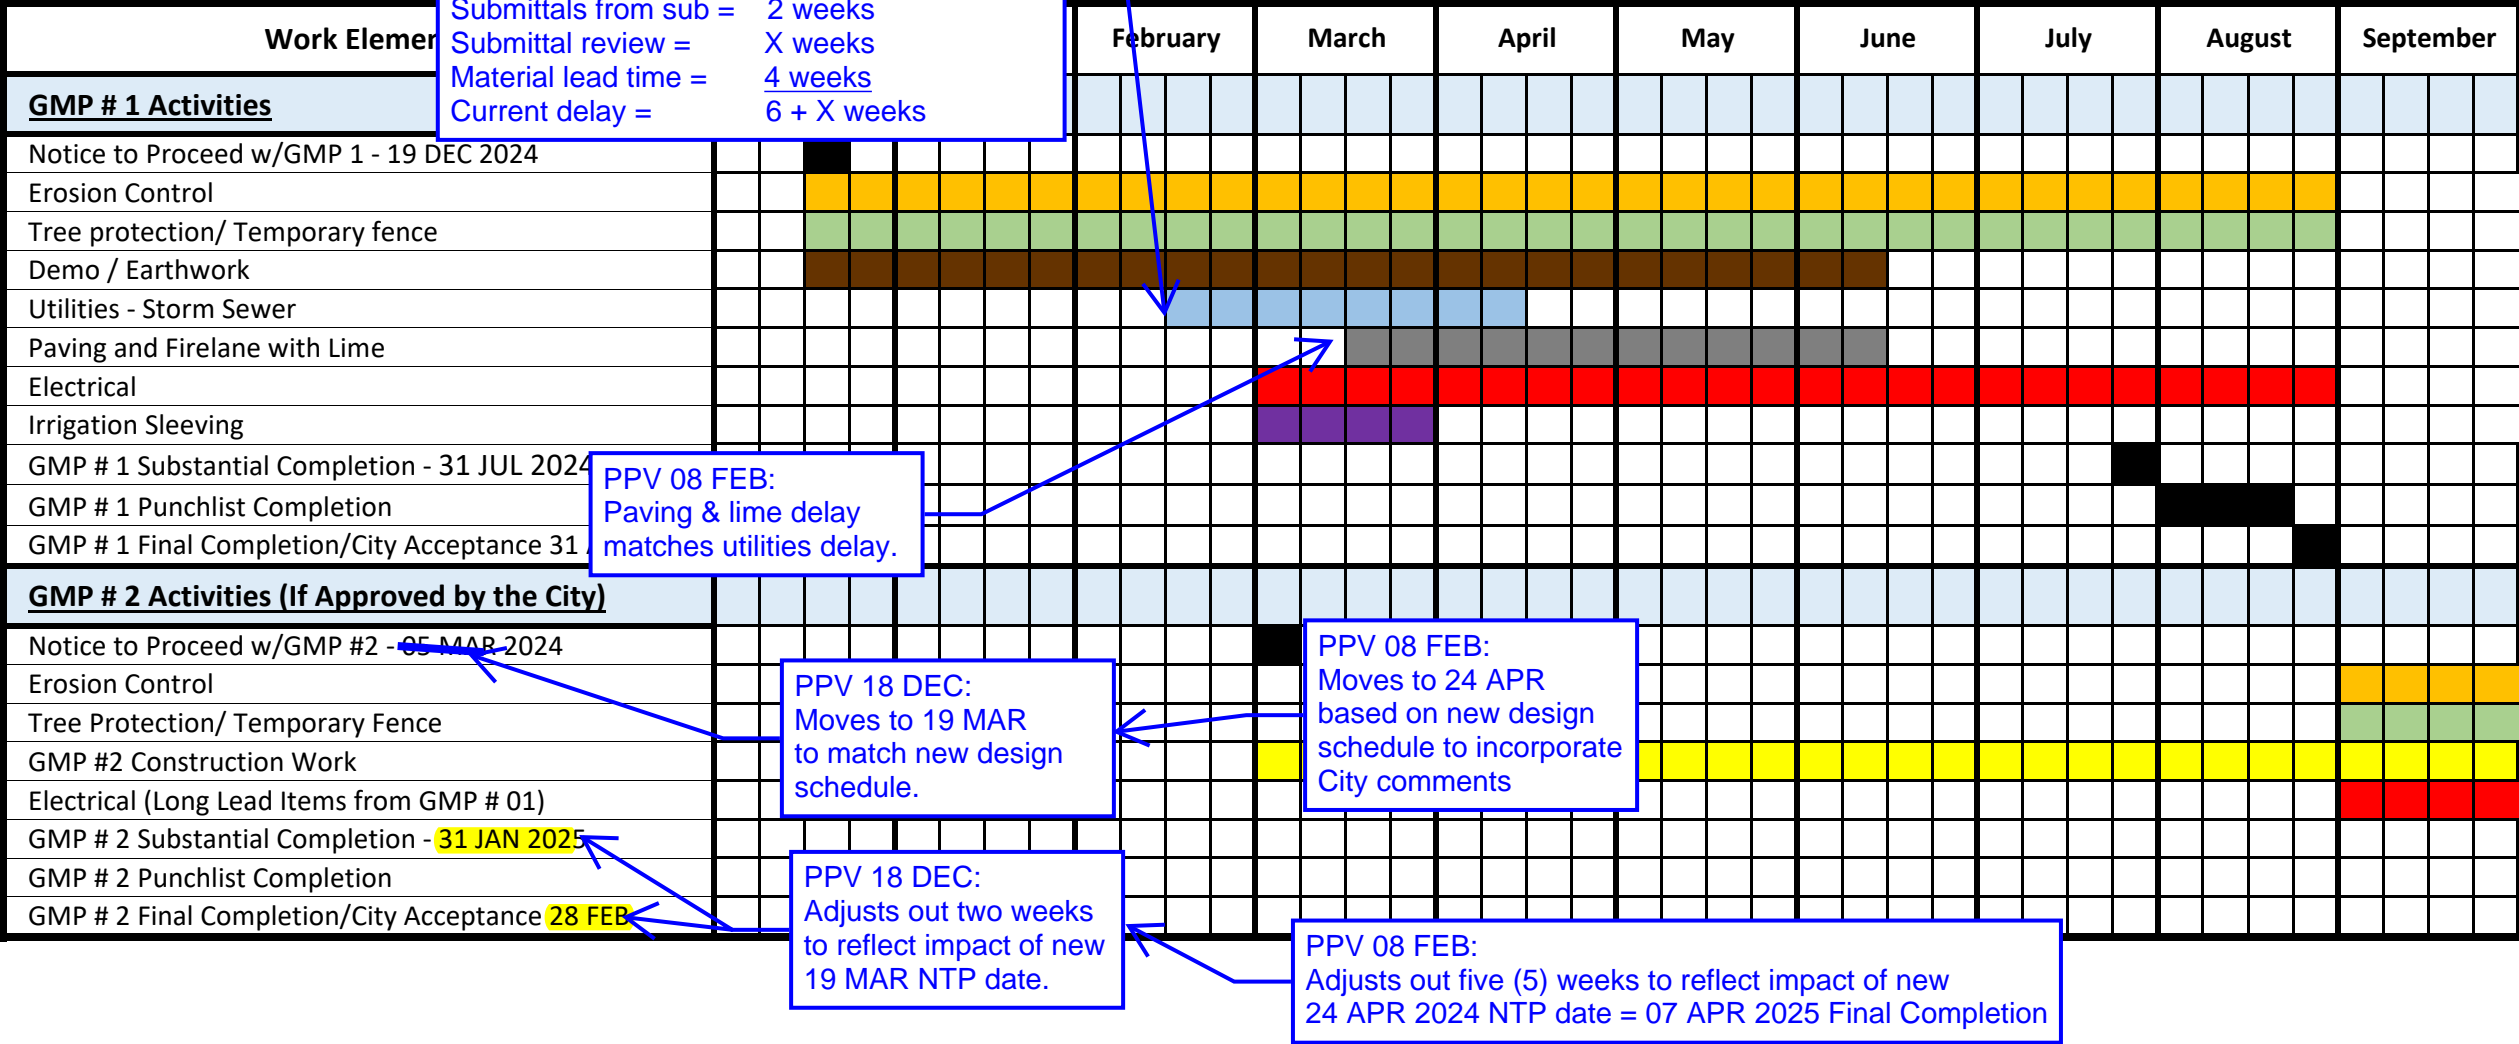 Submittals from sub = 2 weeks
Submittal review = X weeks
Material lead time = 4 weeks
Current delay = 6 + X weeks
February March April May June July August September
GMP # 1 Activities
Notice to Proceed w/GMP 1 - 19 DEC 2024
Erosion Control
Tree protection/ Temporary fence
Demo / Earthwork
Utilities - Storm Sewer
Paving and Firelane with Lime
Electrical
Irrigation Sleeving
GMP # 1 Substantial Completion - 31 JUL 2024
GMP # 1 Punchlist Completion
GMP # 1 Final Completion/City Acceptance 31
PPV 08 FEB:
Paving & lime delay
matches utilities delay.
GMP # 2 Activities (If Approved by the City)
Notice to Proceed w/GMP #2 - 05 MAR 2024
Erosion Control
Tree Protection/ Temporary Fence
GMP #2 Construction Work
Electrical (Long Lead Items from GMP # 01)
GMP # 2 Substantial Completion - 31 JAN 2025
GMP # 2 Punchlist Completion
GMP # 2 Final Completion/City Acceptance 28 FEB
PPV 18 DEC:
Moves to 19 MAR
to match new design
schedule.
PPV 08 FEB:
Moves to 24 APR
based on new design
schedule to incorporate
City comments
PPV 18 DEC:
Adjusts out two weeks
to reflect impact of new
19 MAR NTP date.
PPV 08 FEB:
Adjusts out five (5) weeks to reflect impact of new
24 APR 2024 NTP date = 07 APR 2025 Final Completion